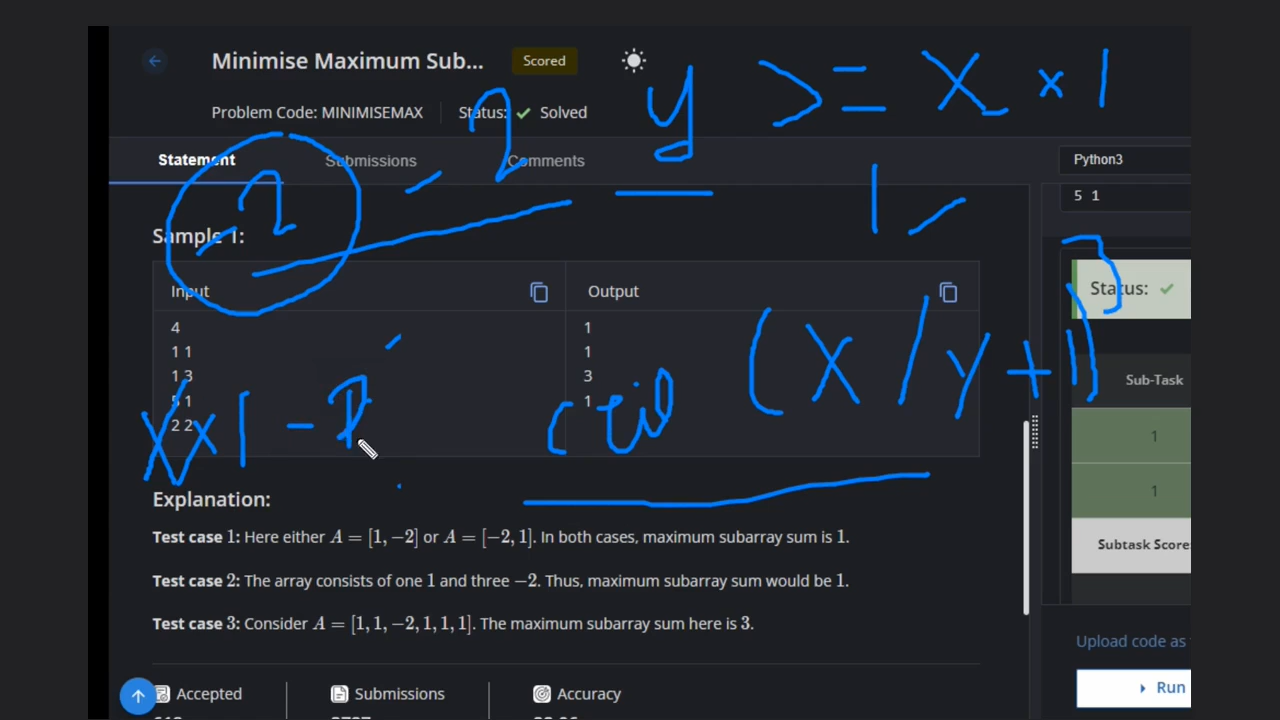 Minimise Maximum Sub... Scored
Problem Code: MINIMISEMAX Status: Solved
y >= X x 1
Statement Submissions Comments
Python3
5 1
-2 - 2
Sample 1:
Input Output
4 1
1 1 1
1 3 3
5 1 1
2 2
Status:
ceil (X/y+1)
Sub-Task
1
1
Subtask Score
Explanation:
Test case 1: Here either A = [1, −2] or A = [−2, 1]. In both cases, maximum subarray sum is 1.
Test case 2: The array consists of one 1 and three −2. Thus, maximum subarray sum would be 1.
Test case 3: Consider A = [1, 1, −2, 1, 1, 1]. The maximum subarray sum here is 3.
Upload code as
Run
Accepted Submissions Accuracy